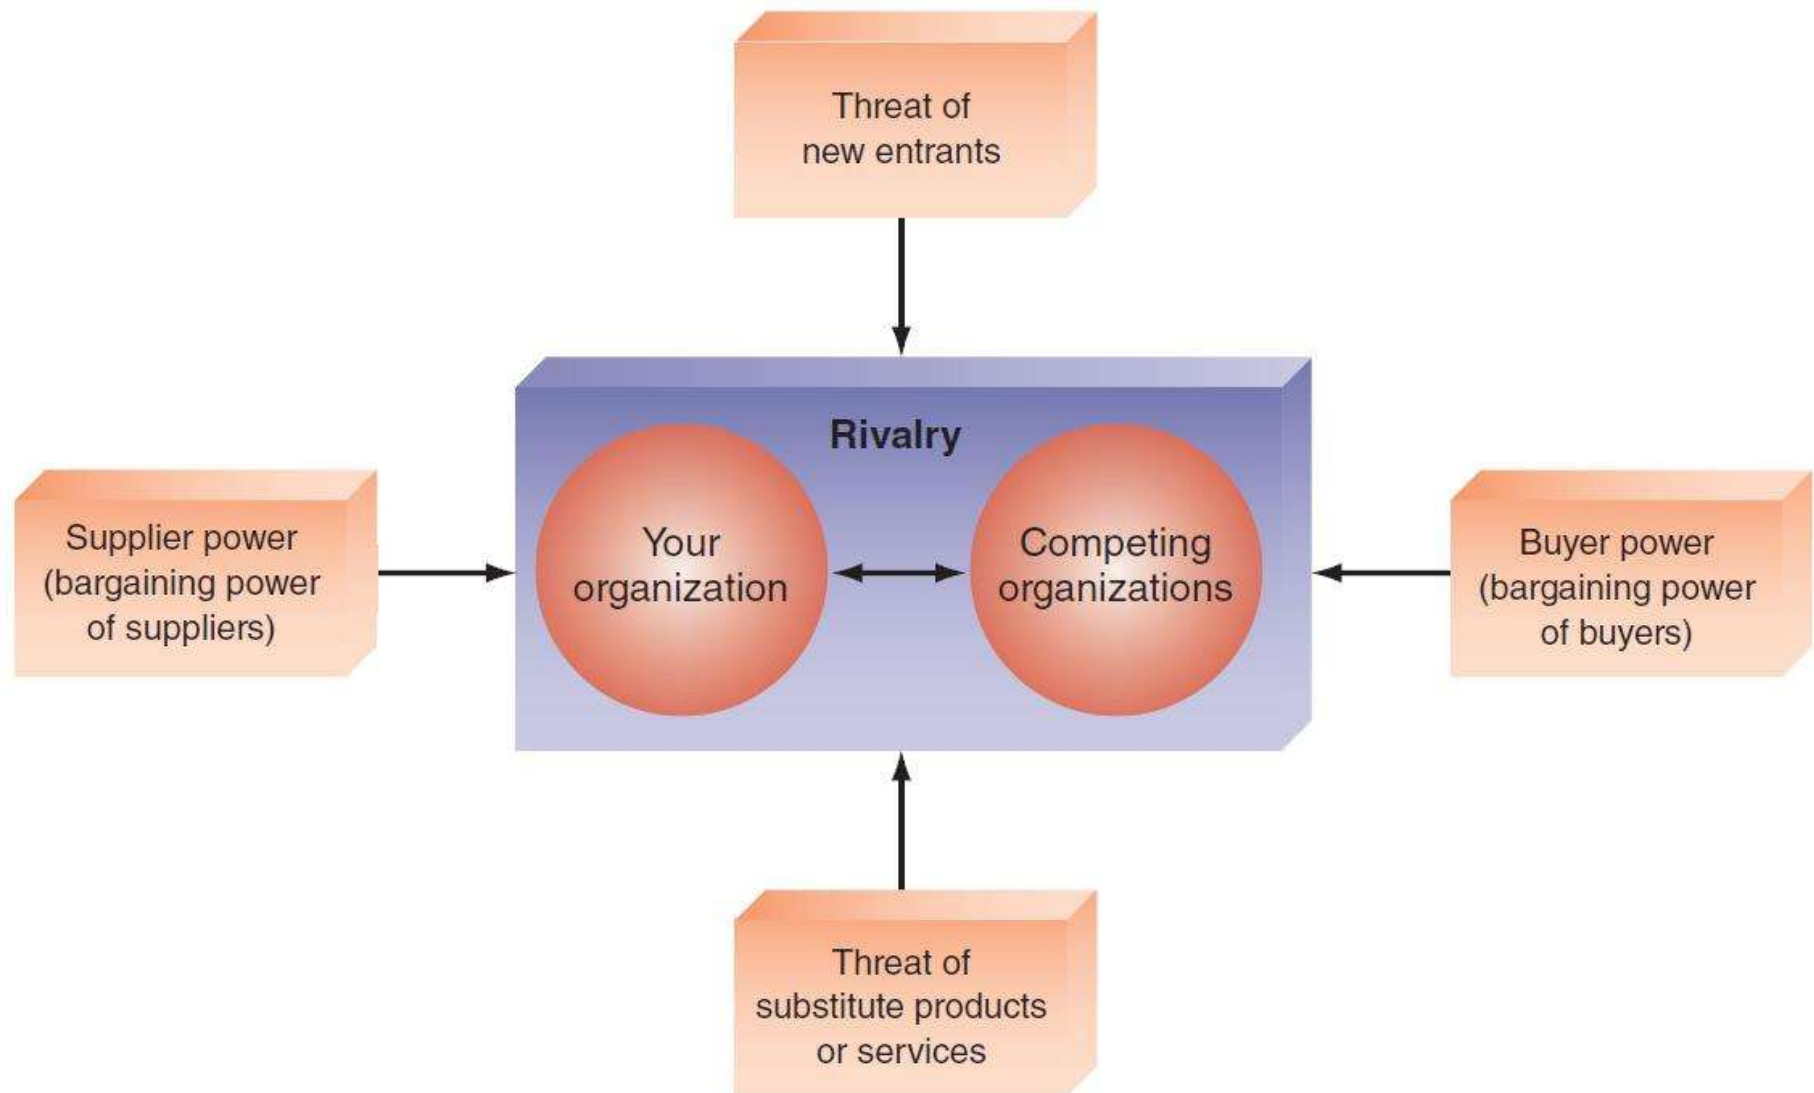 Threat of
new entrants
Rivalry
Supplier power
(bargaining power
of suppliers)
Your
organization
Competing
organizations
Buyer power
(bargaining power
of buyers)
Threat of
substitute products
or services